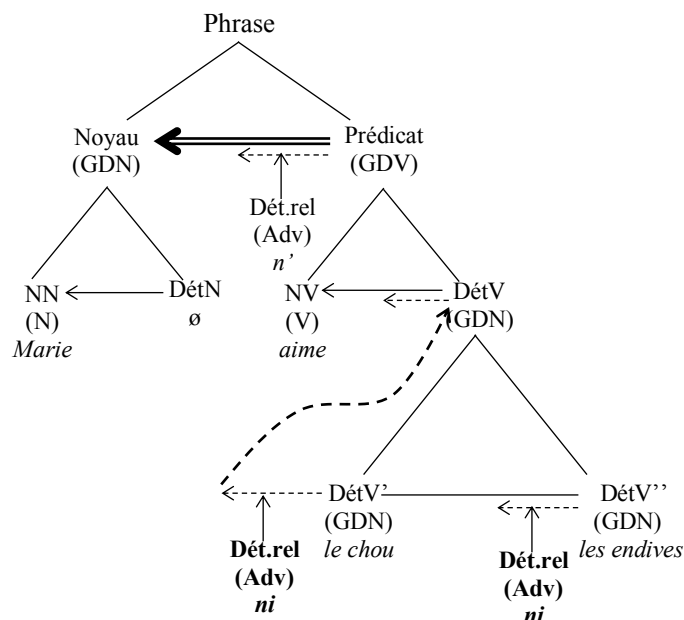 Phrase
Noyau
(GDN)
Prédicat
(GDV)
Dét.rel
(Adv)
n'
NN
(N)
Marie
DétN
ø
NV
(V)
aime
DétV
(GDN)
Dét.rel
(Adv)
ni
DétV'
(GDN)
le chou
Dét.rel
(Adv)
ni
DétV''
(GDN)
les endives